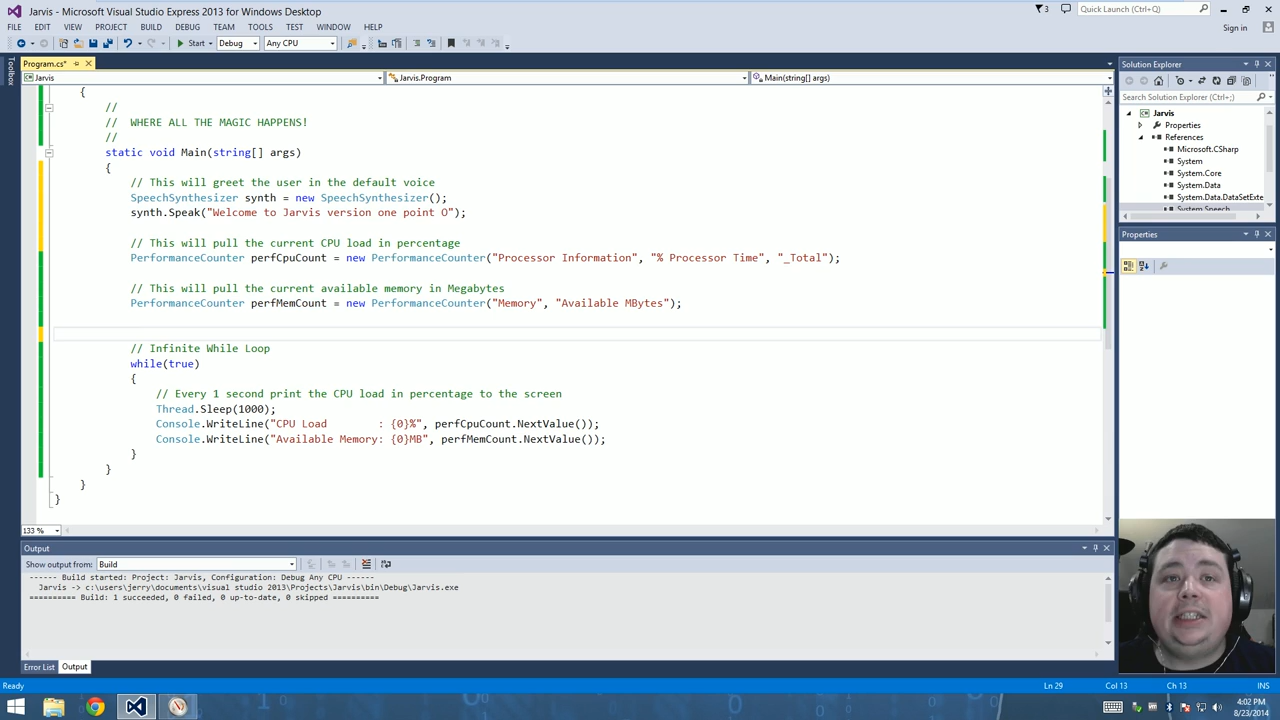 Jarvis - Microsoft Visual Studio Express 2013 for Windows Desktop
3
Quick Launch (Ctrl+Q)
FILE EDIT VIEW PROJECT BUILD DEBUG TEAM TOOLS TEST WINDOW HELP
Sign in
Start Debug Any CPU
Toolbox
Program.cs*
Jarvis Jarvis.Program Main(string[] args)
{
//
// WHERE ALL THE MAGIC HAPPENS!
//
static void Main(string[] args)
{
// This will greet the user in the default voice
SpeechSynthesizer synth = new SpeechSynthesizer();
synth.Speak("Welcome to Jarvis version one point O");
// This will pull the current CPU load in percentage
PerformanceCounter perfCpuCount = new PerformanceCounter("Processor Information", "% Processor Time", "_Total");
// This will pull the current available memory in Megabytes
PerformanceCounter perfMemCount = new PerformanceCounter("Memory", "Available MBytes");
// Infinite While Loop
while(true)
{
// Every 1 second print the CPU load in percentage to the screen
Thread.Sleep(1000);
Console.WriteLine("CPU Load        : {0}%", perfCpuCount.NextValue());
Console.WriteLine("Available Memory: {0}MB", perfMemCount.NextValue());
}
}
}
}
133 %
Solution Explorer
Search Solution Explorer (Ctrl+;)
Jarvis
Properties
References
Microsoft.CSharp
System
System.Core
System.Data
System.Data.DataSetExte
System.Speech
Properties
Output
Show output from: Build
------ Build started: Project: Jarvis, Configuration: Debug Any CPU ------
Jarvis -> c:\users\jerry\documents\visual studio 2013\Projects\Jarvis\bin\Debug\Jarvis.exe
========== Build: 1 succeeded, 0 failed, 0 up-to-date, 0 skipped ==========
Error List Output
Ready Ln 29 Col 13 Ch 13 INS
4:02 PM
8/23/2014